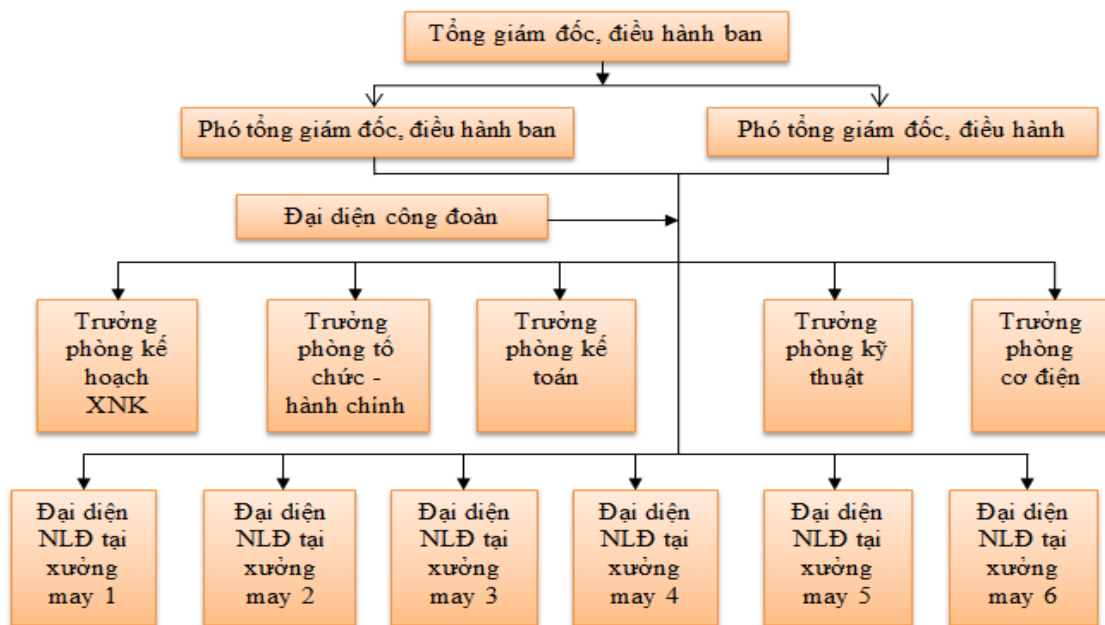 Tổng giám đốc, điều hành ban
Phó tổng giám đốc, điều hành ban
Phó tổng giám đốc, điều hành
Đại diện công đoàn
Trưởng
phòng kế
hoạch
XNK
Trưởng
phòng tổ
chức -
hành chính
Trưởng
phòng kế
toán
Trưởng
phòng kỹ
thuật
Trưởng
phòng
cơ điện
Đại diện
NLĐ tại
xưởng
may 1
Đại diện
NLĐ tại
xưởng
may 2
Đại diện
NLĐ tại
xưởng
may 3
Đại diện
NLĐ tại
xưởng
may 4
Đại diện
NLĐ tại
xưởng
may 5
Đại diện
NLĐ tại
xưởng
may 6